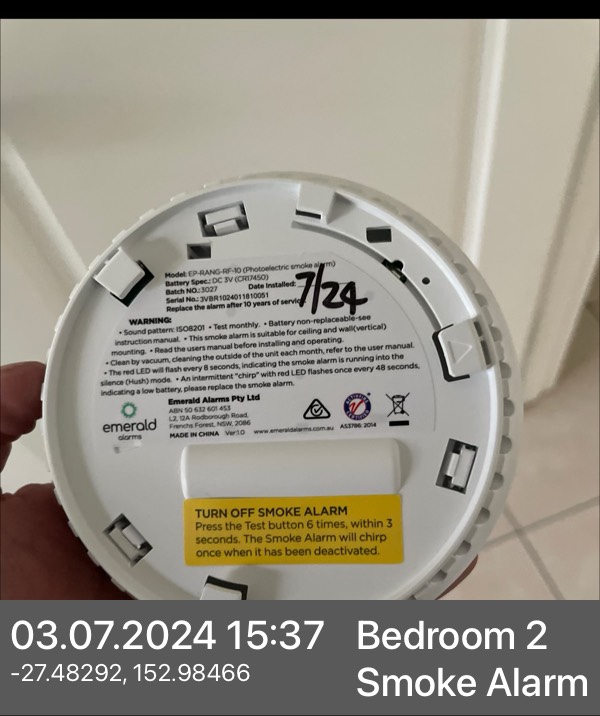 Model: EP-RANG-RF-10 (Photoelectric smoke alarm)
Battery Spec.: DC 3V (CR17450)
Batch NO.: 3027
Date Installed: 7/24
Serial No.: 3VBR1024011810051
Replace the alarm after 10 years of service
WARNING:
• Sound pattern: ISO8201 • Test monthly. • Battery non-replaceable-see
instruction manual. • This smoke alarm is suitable for ceiling and wall(vertical)
mounting. • Read the users manual before installing and operating.
• Clean by vacuum, cleaning the outside of the unit each month, refer to the user manual.
• The red LED will flash every 8 seconds, indicating the smoke alarm is running into the
silence (Hush) mode. • An intermittent "chirp" with red LED flashes once every 48 seconds,
indicating a low battery, please replace the smoke alarm.
emerald
alarms
Emerald Alarms Pty Ltd
ABN 50 632 601 453
L2, 12A Rodborough Road,
Frenchs Forest, NSW, 2086
MADE IN CHINA Ver:1.0 www.emeraldalarms.com.au AS3786: 2014
TURN OFF SMOKE ALARM
Press the Test button 6 times, within 3
seconds. The Smoke Alarm will chirp
once when it has been deactivated.
03.07.2024 15:37
-27.48292, 152.98466
Bedroom 2
Smoke Alarm